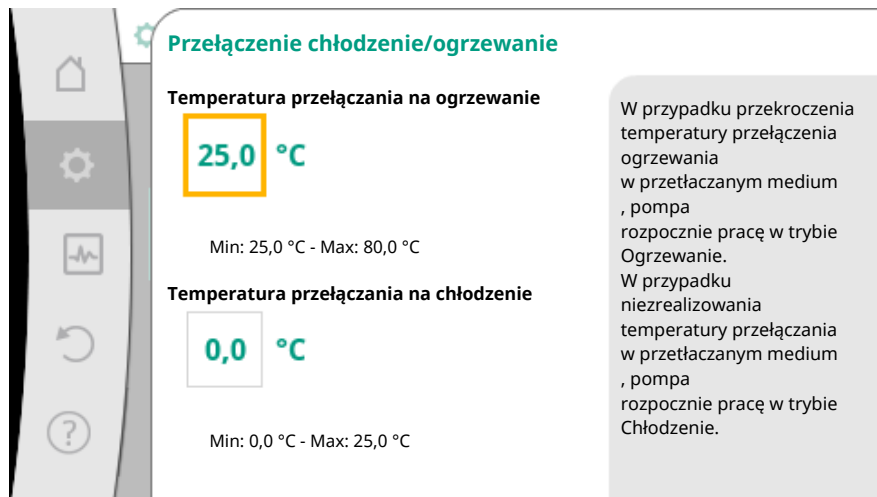 Przełączenie chłodzenie/ogrzewanie
Temperatura przełączania na ogrzewanie
25,0 °C
Min: 25,0 °C - Max: 80,0 °C
Temperatura przełączania na chłodzenie
0,0 °C
Min: 0,0 °C - Max: 25,0 °C
W przypadku przekroczenia
temperatury przełączenia
ogrzewania
w przetłaczanym medium
, pompa
rozpocznie pracę w trybie
Ogrzewanie.
W przypadku
niezrealizowania
temperatury przełączania
w przetłaczanym medium
, pompa
rozpocznie pracę w trybie
Chłodzenie.
?